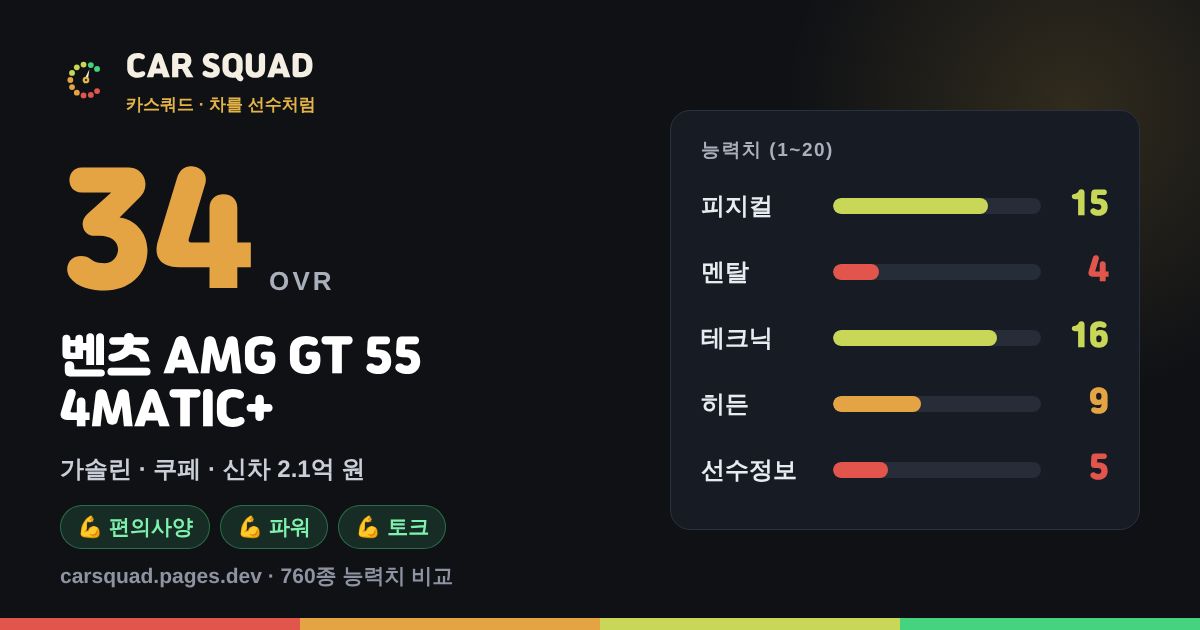 CAR SQUAD
카스쿼드 · 차를 선수처럼
34 OVR
벤츠 AMG GT 55
4MATIC+
가솔린 · 쿠페 · 신차 2.1억 원
💪 편의사양 💪 파워 💪 토크
carsquad.pages.dev · 760종 능력치 비교
능력치 (1~20)
피지컬 15
멘탈 4
테크닉 16
히든 9
선수정보 5